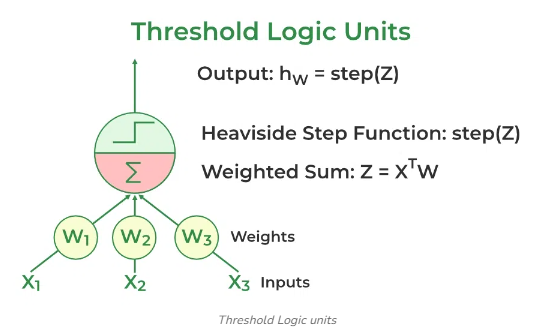 Threshold Logic Units
Output: hW = step(Z)
Heaviside Step Function: step(Z)
Σ
Weighted Sum: Z = XᵀW
W₁ W₂ W₃ Weights
X₁ X₂ X₃ Inputs
Threshold Logic units